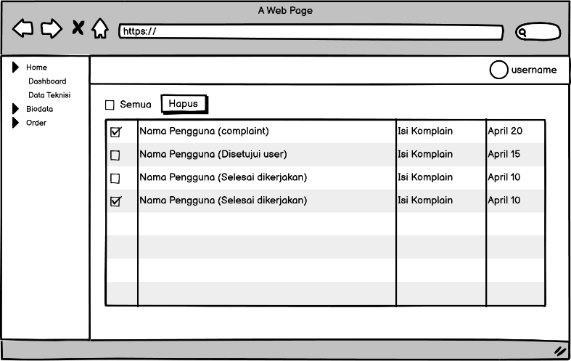 A Web Page
https://
Home
Dashboard
Data Teknisi
Biodata
Order
username
Semua Hapus
Nama Pengguna (complaint) Isi Komplain April 20
Nama Pengguna (Disetujui user) Isi Komplain April 15
Nama Pengguna (Selesai dikerjakan) Isi Komplain April 10
Nama Pengguna (Selesai dikerjakan) Isi Komplain April 10